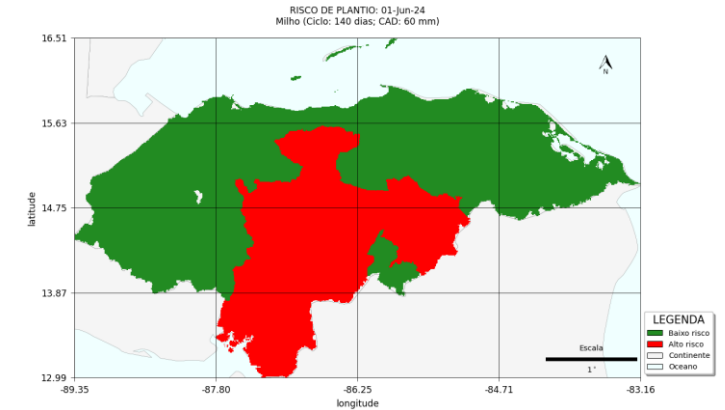 RISCO DE PLANTIO: 01-Jun-24
Milho (Ciclo: 140 dias; CAD: 60 mm)
16.51
15.63
14.75
13.87
12.99
latitude
N
-89.35
-87.80
-86.25
-84.71
-83.16
longitude
Escala
1°
LEGENDA
Baixo risco
Alto risco
Continente
Oceano